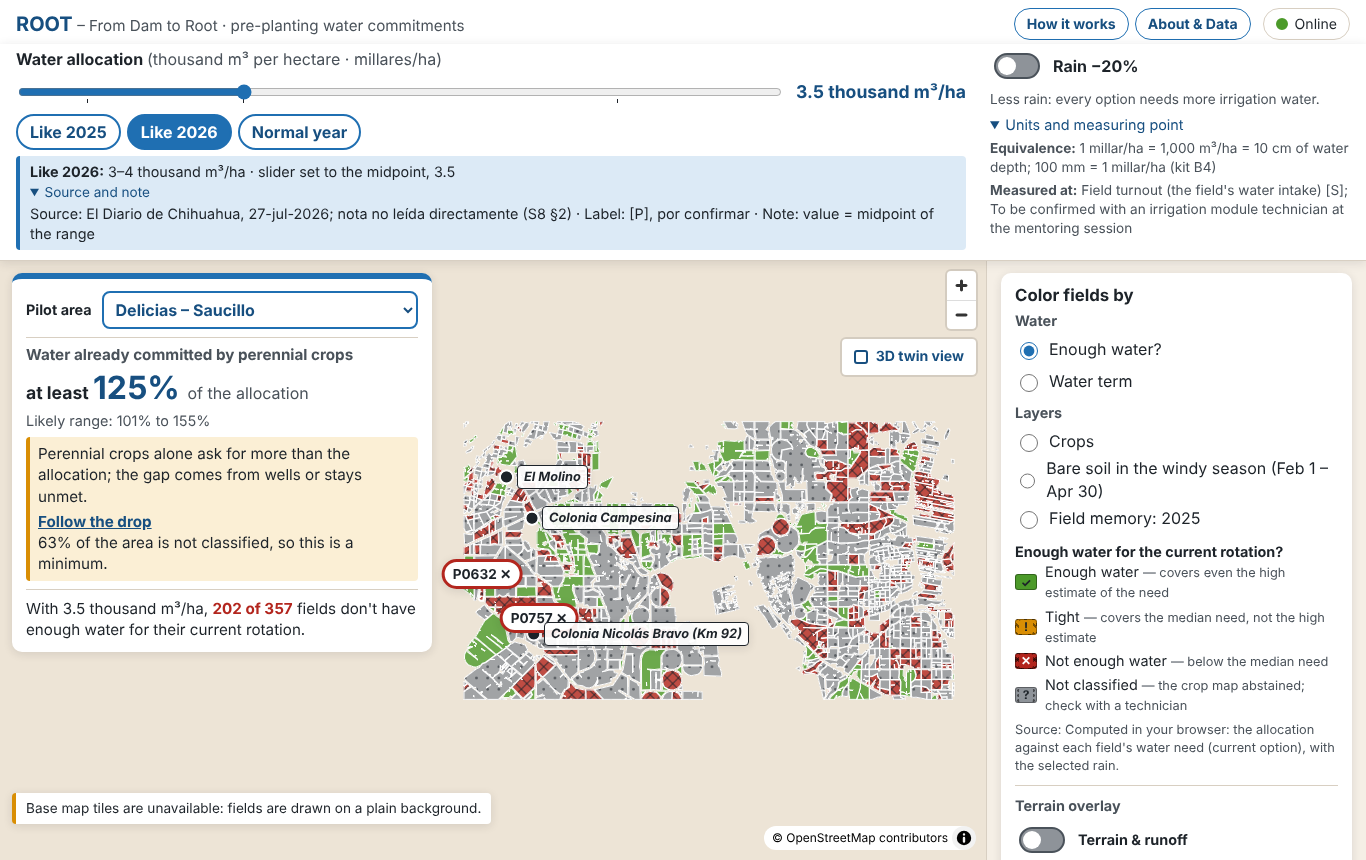 ROOT – From Dam to Root · pre-planting water commitments
How it works
About & Data
Online
Water allocation (thousand m³ per hectare · millares/ha)
3.5 thousand m³/ha
Like 2025
Like 2026
Normal year
Like 2026: 3–4 thousand m³/ha · slider set to the midpoint, 3.5
▼ Source and note
Source: El Diario de Chihuahua, 27-jul-2026; nota no leída directamente (S8 §2) · Label: [P], por confirmar · Note: value = midpoint of
the range
Rain −20%
Less rain: every option needs more irrigation water.
▼ Units and measuring point
Equivalence: 1 millar/ha = 1,000 m³/ha = 10 cm of water
depth; 100 mm = 1 millar/ha (kit B4)
Measured at: Field turnout (the field's water intake) [S];
To be confirmed with an irrigation module technician at
the mentoring session
Pilot area
Delicias – Saucillo
Water already committed by perennial crops
at least 125% of the allocation
Likely range: 101% to 155%
Perennial crops alone ask for more than the
allocation; the gap comes from wells or stays
unmet.
Follow the drop
63% of the area is not classified, so this is a
minimum.
With 3.5 thousand m³/ha, 202 of 357 fields don't have
enough water for their current rotation.
+
−
3D twin view
El Molino
Colonia Campesina
P0632 ✕
P0757 ✕
Colonia Nicolás Bravo (Km 92)
Base map tiles are unavailable: fields are drawn on a plain background.
© OpenStreetMap contributors
Color fields by
Water
Enough water?
Water term
Layers
Crops
Bare soil in the windy season (Feb 1 –
Apr 30)
Field memory: 2025
Enough water for the current rotation?
Enough water — covers even the high
estimate of the need
Tight — covers the median need, not the high
estimate
Not enough water — below the median need
Not classified — the crop map abstained;
check with a technician
Source: Computed in your browser: the allocation
against each field's water need (current option), with
the selected rain.
Terrain overlay
Terrain & runoff